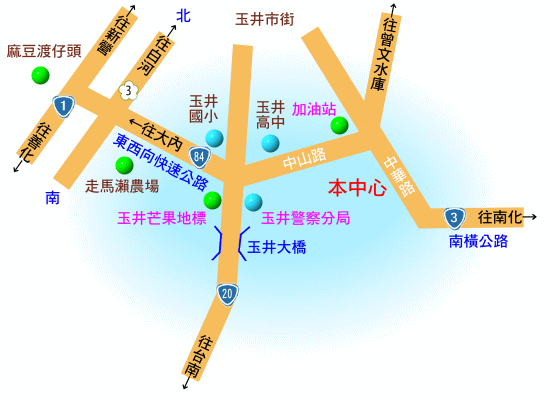 北
玉井市街
往新營
往白河
往曾文水庫
麻豆渡仔頭
3
1
玉井
國小
玉井
高中
加油站
往善化
←往大內
84
東西向快速公路
中山路
中華路
走馬瀨農場
本中心
南
玉井芒果地標
玉井警察分局
3
往南化→
南橫公路
玉井大橋
20
往台南